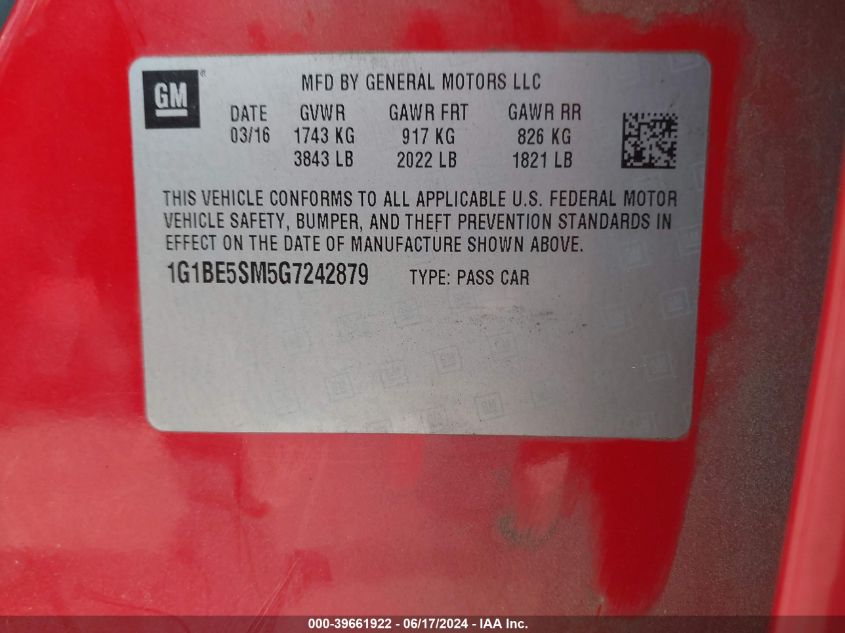 MFD BY GENERAL MOTORS LLC
GM®
DATE GVWR GAWR FRT GAWR RR
03/16 1743 KG 917 KG 826 KG
3843 LB 2022 LB 1821 LB
THIS VEHICLE CONFORMS TO ALL APPLICABLE U.S. FEDERAL MOTOR
VEHICLE SAFETY, BUMPER, AND THEFT PREVENTION STANDARDS IN
EFFECT ON THE DATE OF MANUFACTURE SHOWN ABOVE.
1G1BE5SM5G7242879 TYPE: PASS CAR
000-39661922 - 06/17/2024 - IAA, Inc.